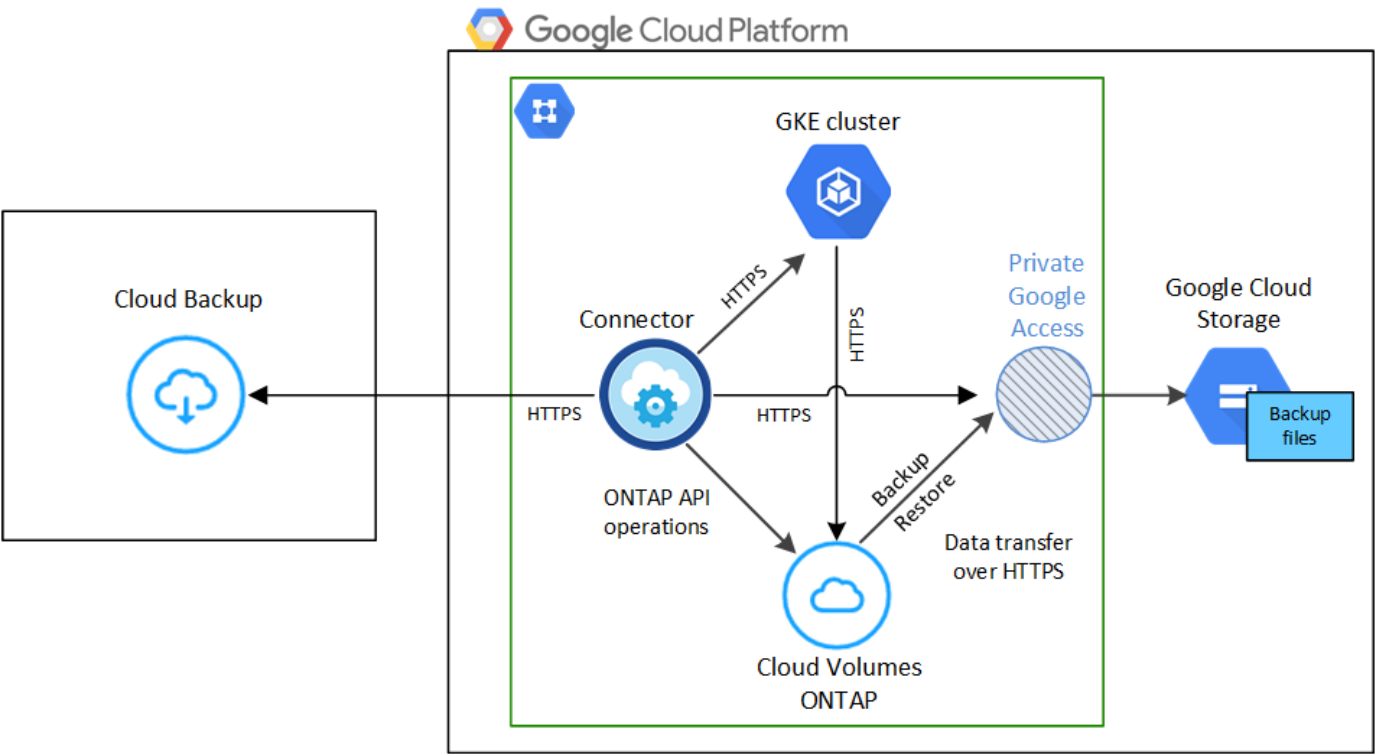 Google Cloud Platform
GKE cluster
Cloud Backup
Connector
HTTPS
HTTPS
Private
Google
Access
Google Cloud
Storage
HTTPS
HTTPS
Backup
files
ONTAP API
operations
Backup
Restore
Data transfer
over HTTPS
Cloud Volumes
ONTAP